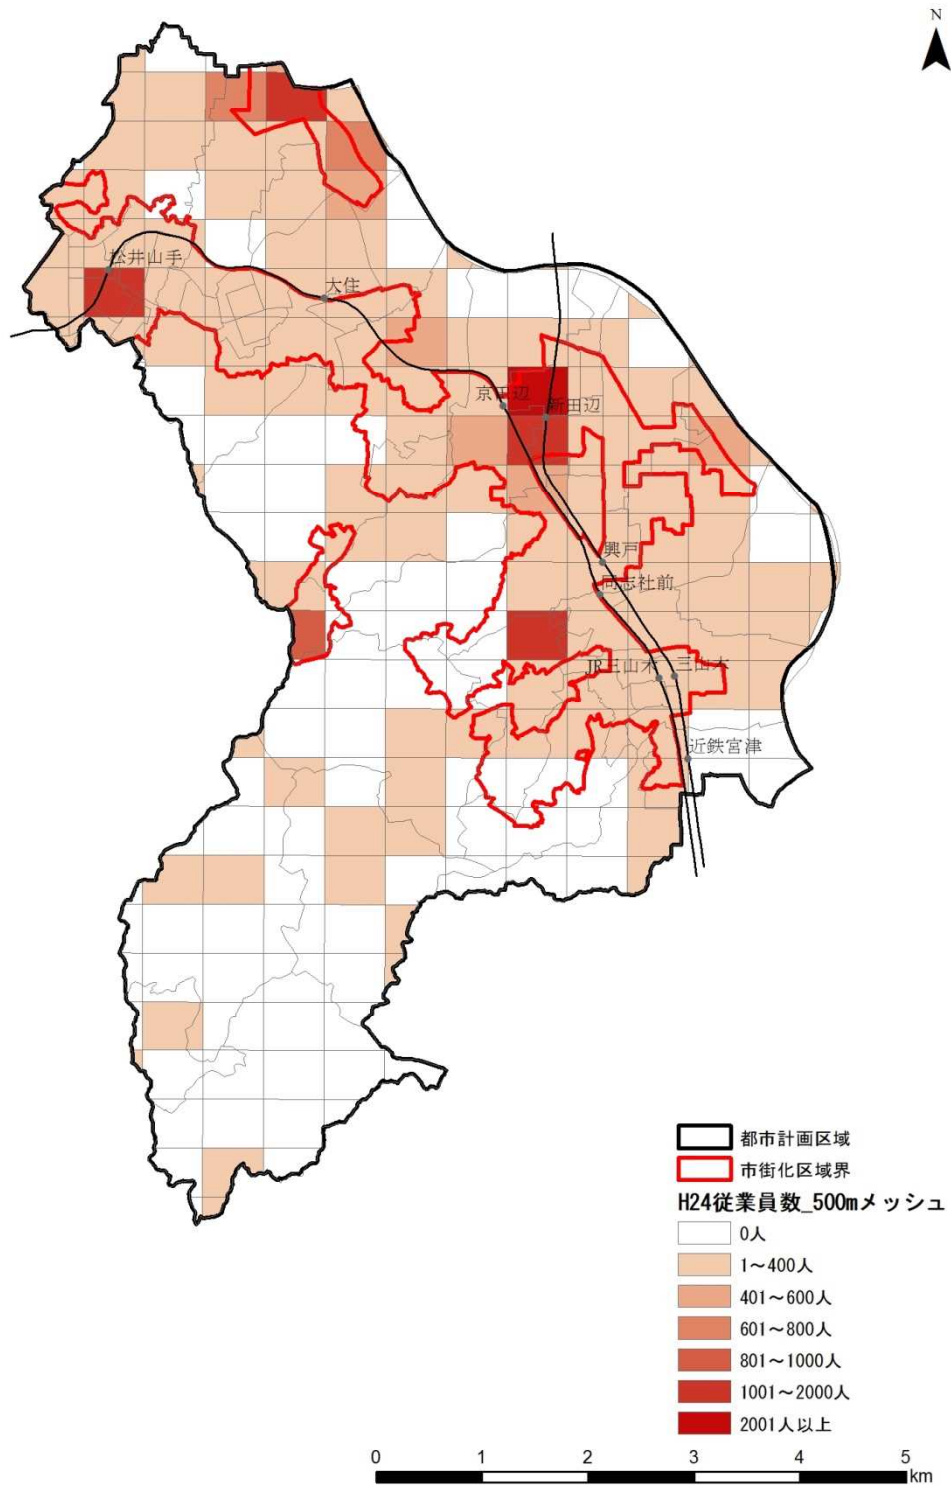 N
松井山手
大住
京田辺
新田辺
興戸
同志社前
JR三山木
三山木
近鉄宮津
都市計画区域
市街化区域界
H24従業員数_500mメッシュ
0人
1～400人
401～600人
601～800人
801～1000人
1001～2000人
2001人以上
0 1 2 3 4 5
km